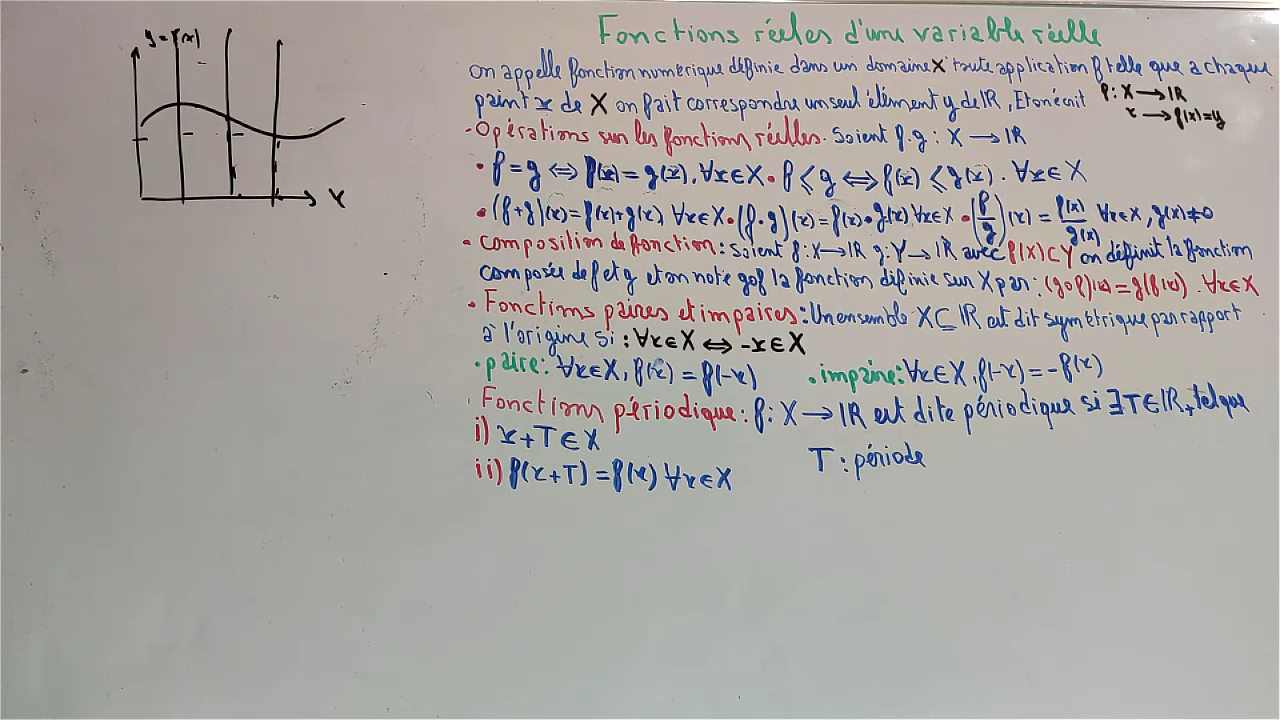 y=f(x)
X
Fonctions réeles d'une variable réelle
on appelle fonction numérique définie dans un domaine X toute application f telle que a chaque
point x de X on fait correspondre un seul élément y de IR, Et on écrit f: X → IR
x → f(x)=y
• Opérations sur les fonctions réelles. Soient f.g : X → IR
• f=g ⇔ f(x)=g(x), ∀x∈X • f ≤ g ⇔ f(x) ≤ g(x). ∀x∈X
• (f+g)(x)=f(x)+g(x), ∀x∈X • (f·g)(x)=f(x)•g(x) ∀x∈X • (f/g)(x) = f(x)/g(x) ∀x∈X, g(x)≠0
• composition de fonction : soient f: X→IR g: Y→IR avec f(X)⊂Y on définit la fonction
composée de f et g et on note gof la fonction définie sur X par: (gof)(x)=g(f(x)). ∀x∈X
• Fonctions paires et impaires: Un ensemble X⊆IR est dit symétrique par rapport
à l'origine si : ∀x∈X ⇔ -x∈X
• paire: ∀x∈X, f(x)=f(-x) • impaire: ∀x∈X, f(-x)=-f(x)
. Fonctions périodique: f: X → IR est dite périodique si ∃T∈IR+ tel que
i) x+T∈X
T : période
ii) f(x+T)=f(x) ∀x∈X